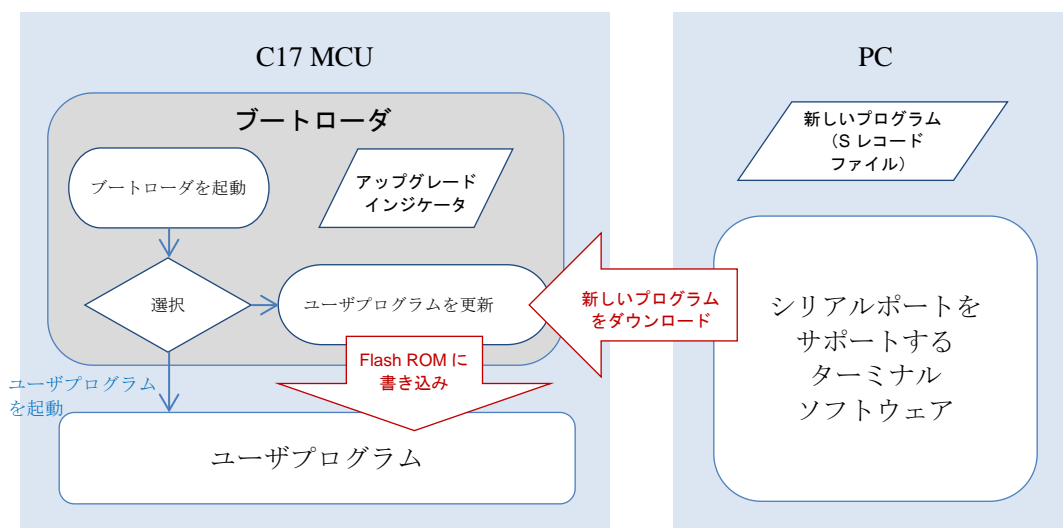 C17 MCU
ブートローダ
ブートローダを起動
アップグレード
インジケータ
選択
ユーザプログラムを更新
Flash ROM に
書き込み
ユーザプログラム
を起動
ユーザプログラム
新しいプログラム
をダウンロード
PC
新しいプログラム
（S レコード
ファイル）
シリアルポートを
サポートする
ターミナル
ソフトウェア